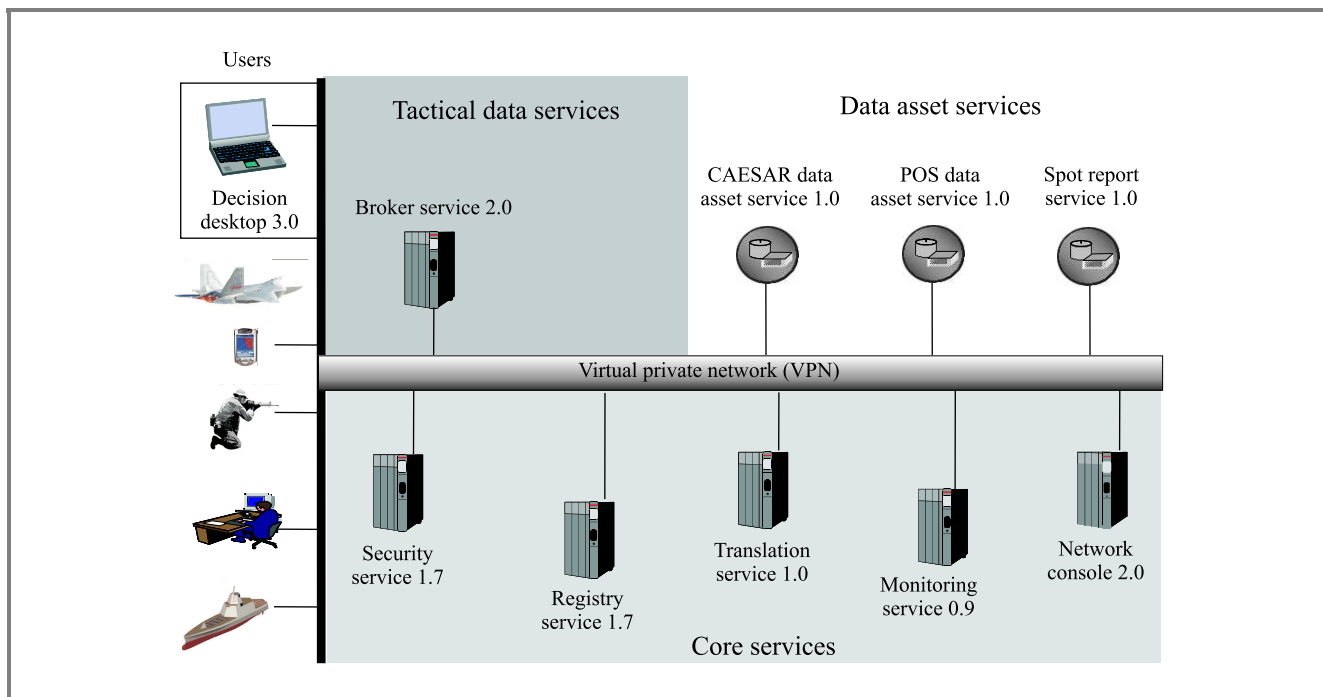 Users
Tactical data services
Data asset services
Decision
desktop 3.0
Broker service 2.0
CAESAR data
asset service 1.0
POS data
asset service 1.0
Spot report
service 1.0
Virtual private network (VPN)
Security
service 1.7
Registry
service 1.7
Translation
service 1.0
Monitoring
service 0.9
Network
console 2.0
Core services